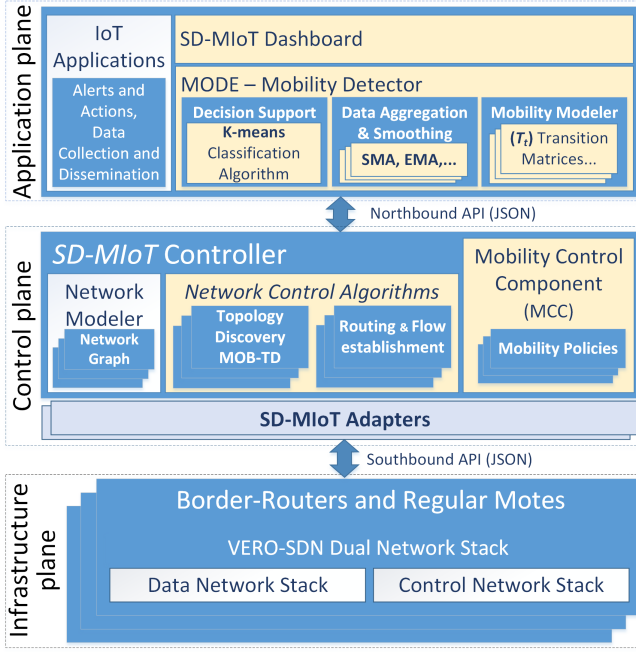 Application plane
IoT
Applications
Alerts and
Actions,
Data
Collection and
Dissemination
SD-MIoT Dashboard
MODE – Mobility Detector
Decision Support
K-means
Classification
Algorithm
Data Aggregation
& Smoothing
SMA, EMA,...
Mobility Modeler
(Tt) Transition
Matrices...
Northbound API (JSON)
Control plane
SD-MIoT Controller
Network
Modeler
Network
Graph
Network Control Algorithms
Topology
Discovery
MOB-TD
Routing & Flow
establishment
Mobility Control
Component
(MCC)
Mobility Policies
SD-MIoT Adapters
Southbound API (JSON)
Infrastructure
plane
Border-Routers and Regular Motes
VERO-SDN Dual Network Stack
Data Network Stack
Control Network Stack